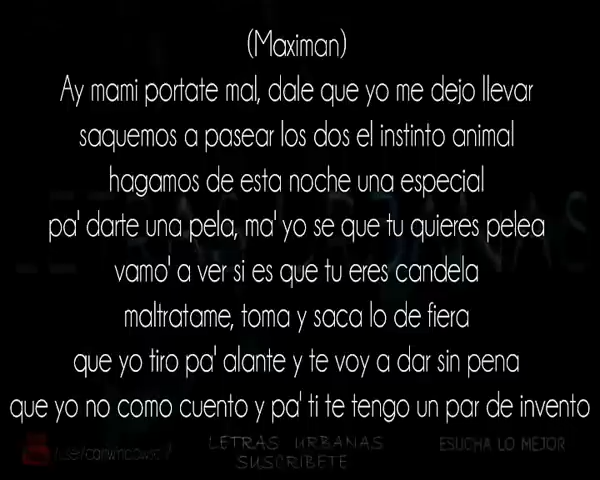 (Maximan)
Ay mami portate mal, dale que yo me dejo llevar
saquemos a pasear los dos el instinto animal
hagamos de esta noche una especial
pa' darte una pela, ma' yo se que tu quieres pelea
vamo' a ver si es que tu eres candela
maltratame, toma y saca lo de fiera
que yo tiro pa' alante y te voy a dar sin pena
que yo no como cuento y pa' ti te tengo un par de invento
LETRAS URBANAS
SUSCRIBETE
ESUCHA LO MEJOR